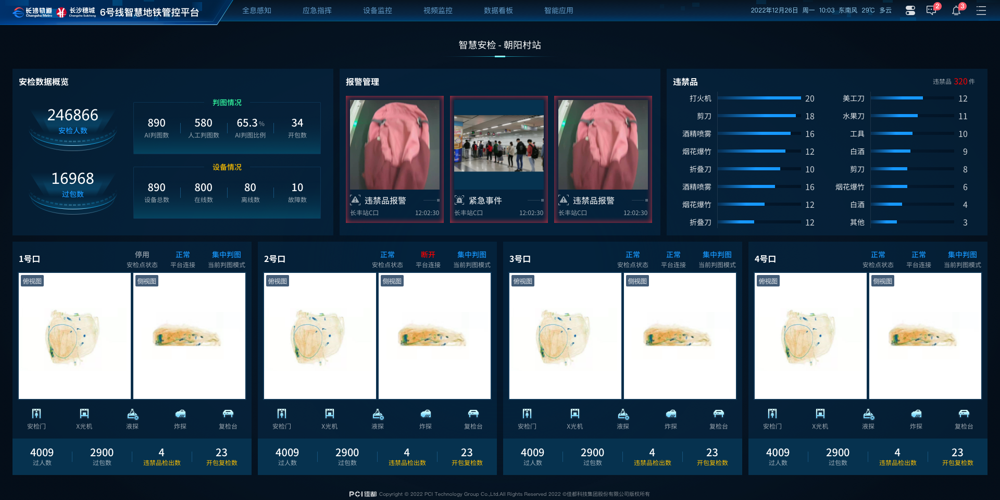 长沙轨道 Changsha Metro 长沙穗城 Changsha Suicheng 6号线智慧地铁管控平台 全息感知 应急指挥 设备监控 视频监控 数据看板 智能应用 2022年12月26日 周一 10:03 东南风 29℃ 多云 2 3
智慧安检 - 朝阳村站
安检数据概览
246866
安检人数
16968
过包数
判图情况
890 580 65.3% 34
AI判图数 人工判图数 AI判图比例 开包数
设备情况
890 800 80 10
设备总数 在线数 离线数 故障数
报警管理
违禁品报警
长丰站C口 12:02:30
紧急事件
长丰站C口 12:02:30
违禁品报警
长丰站C口 12:02:30
违禁品 违禁品 320 件
打火机 20 美工刀 12
剪刀 18 水果刀 11
酒精喷雾 16 工具 10
烟花爆竹 12 白酒 9
折叠刀 10 剪刀 8
酒精喷雾 16 烟花爆竹 6
烟花爆竹 12 白酒 4
折叠刀 12 其他 3
1号口
停用 正常 集中判图
安检点状态 平台连接 当前判图模式
俯视图 侧视图
安检门 X光机 液探 炸探 复检台
4009 2900 4 23
过人数 过包数 违禁品检出数 开包复检数
2号口
正常 断开 集中判图
安检点状态 平台连接 当前判图模式
俯视图 侧视图
安检门 X光机 液探 炸探 复检台
4009 2900 4 23
过人数 过包数 违禁品检出数 开包复检数
3号口
正常 正常 集中判图
安检点状态 平台连接 当前判图模式
俯视图 侧视图
安检门 X光机 液探 炸探 复检台
4009 2900 4 23
过人数 过包数 违禁品检出数 开包复检数
4号口
正常 正常 集中判图
安检点状态 平台连接 当前判图模式
俯视图 侧视图
安检门 X光机 液探 炸探 复检台
4009 2900 4 23
过人数 过包数 违禁品检出数 开包复检数
PCI 佳都 Copyright © 2022 PCI Technology Group Co.,Ltd.All Rights Reserved 2022 ©佳都科技集团股份有限公司版权所有